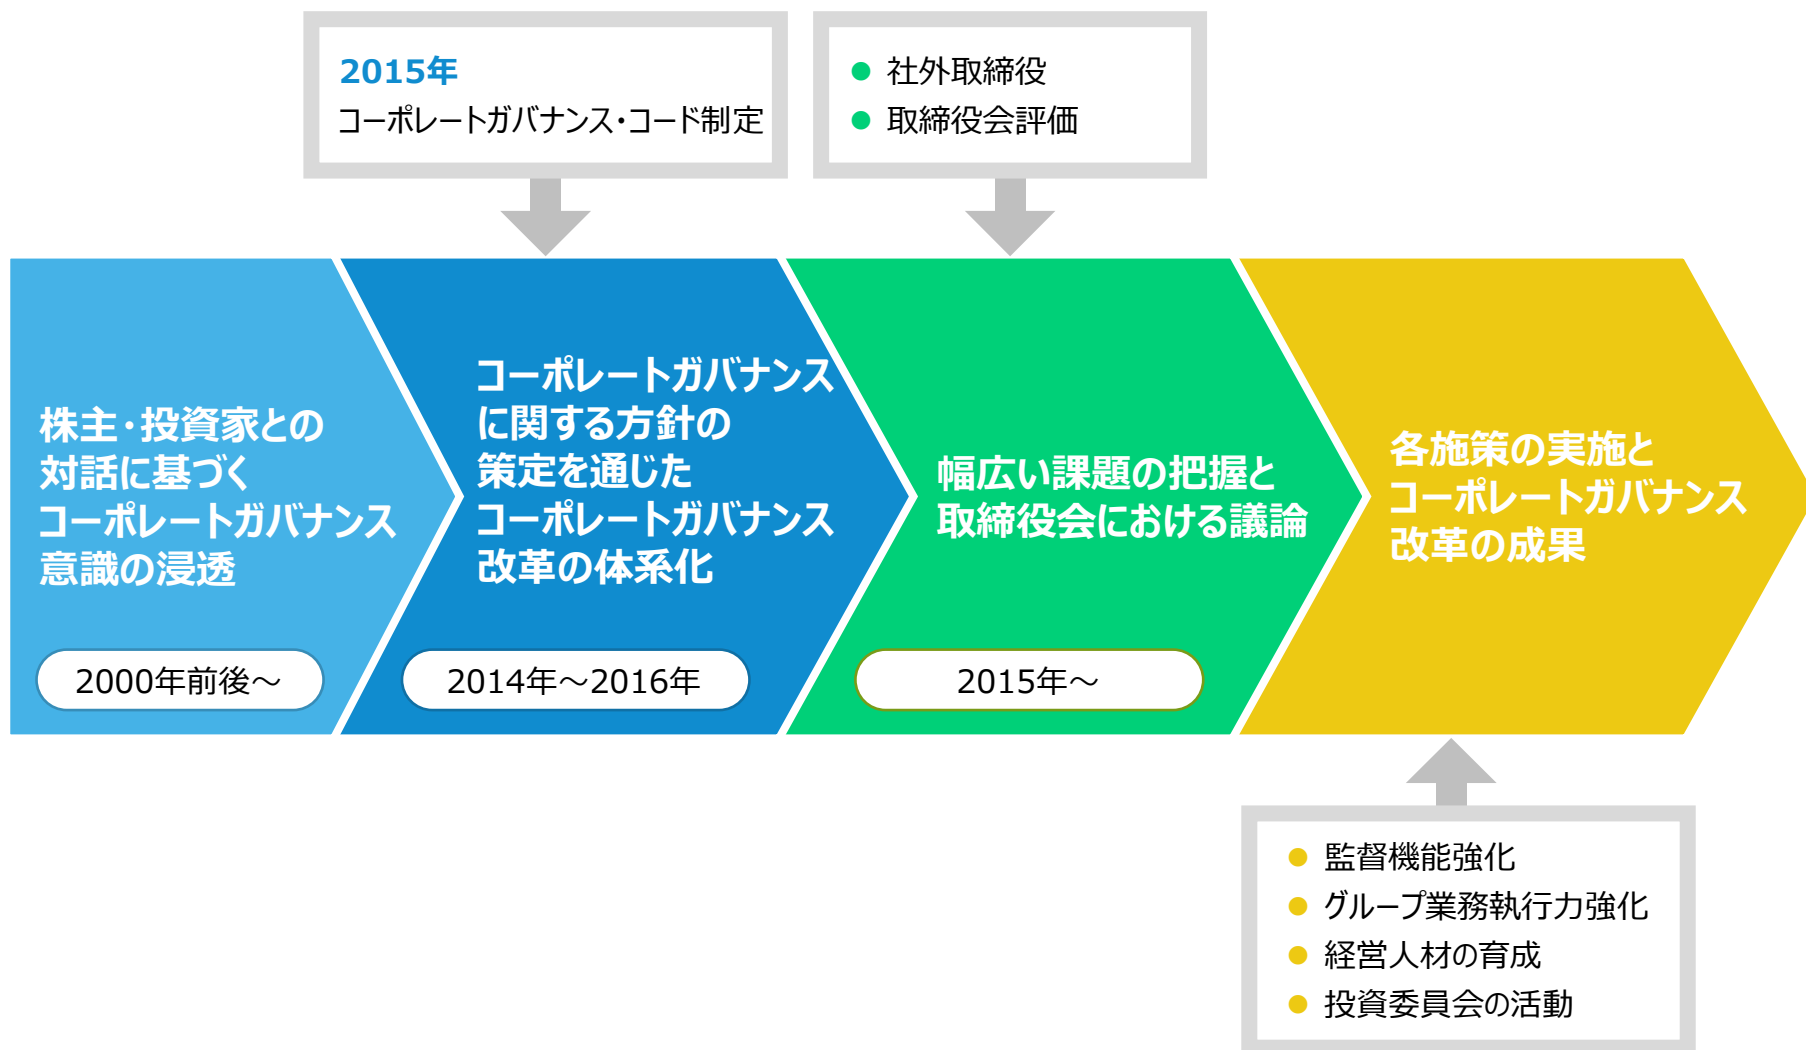 2015年
コーポレートガバナンス・コード制定
● 社外取締役
● 取締役会評価
株主・投資家との
対話に基づく
コーポレートガバナンス
意識の浸透
2000年前後～
コーポレートガバナンス
に関する方針の
策定を通じた
コーポレートガバナンス
改革の体系化
2014年～2016年
幅広い課題の把握と
取締役会における議論
2015年～
各施策の実施と
コーポレートガバナンス
改革の成果
● 監督機能強化
● グループ業務執行力強化
● 経営人材の育成
● 投資委員会の活動